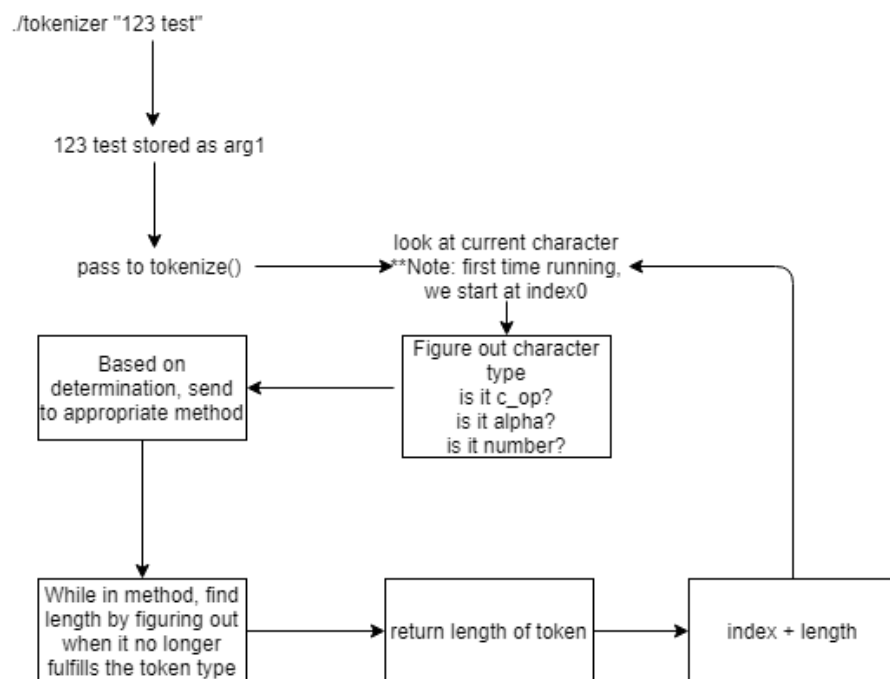 ./tokenizer "123 test"
123 test stored as arg1
pass to tokenize()
look at current character
**Note: first time running,
we start at index0
Figure out character
type
is it c_op?
is it alpha?
is it number?
Based on
determination, send
to appropriate method
While in method, find
length by figuring out
when it no longer
fulfills the token type
return length of token
index + length